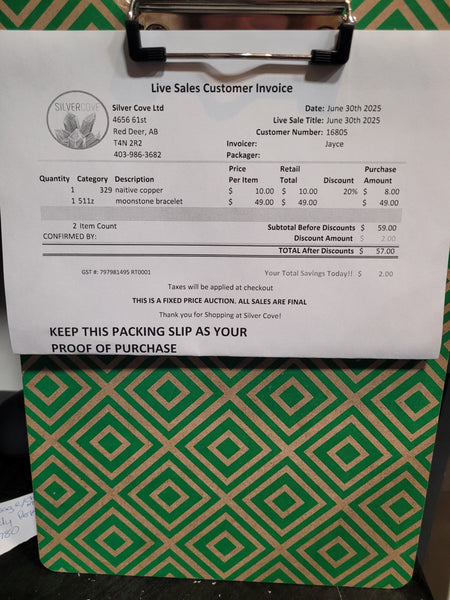 Live Sales Customer Invoice
SILVERCOVE
Silver Cove Ltd
4656 61st
Red Deer, AB
T4N 2R2
403-986-3682
Date: June 30th 2025
Live Sale Title: June 30th 2025
Customer Number: 16805
Invoicer: Jayce
Packager:
Quantity Category Description Price Per Item Retail Total Discount Purchase Amount
1 329 naitive copper $ 10.00 $ 10.00 20% $ 8.00
1 511z moonstone bracelet $ 49.00 $ 49.00 $ 49.00
2 Item Count Subtotal Before Discounts $ 59.00
CONFIRMED BY: Discount Amount $ 2.00
TOTAL After Discounts $ 57.00
GST #: 797981495 RT0001 Your Total Savings Today!! $ 2.00
Taxes will be applied at checkout
THIS IS A FIXED PRICE AUCTION. ALL SALES ARE FINAL
Thank you for Shopping at Silver Cove!
KEEP THIS PACKING SLIP AS YOUR
PROOF OF PURCHASE
780